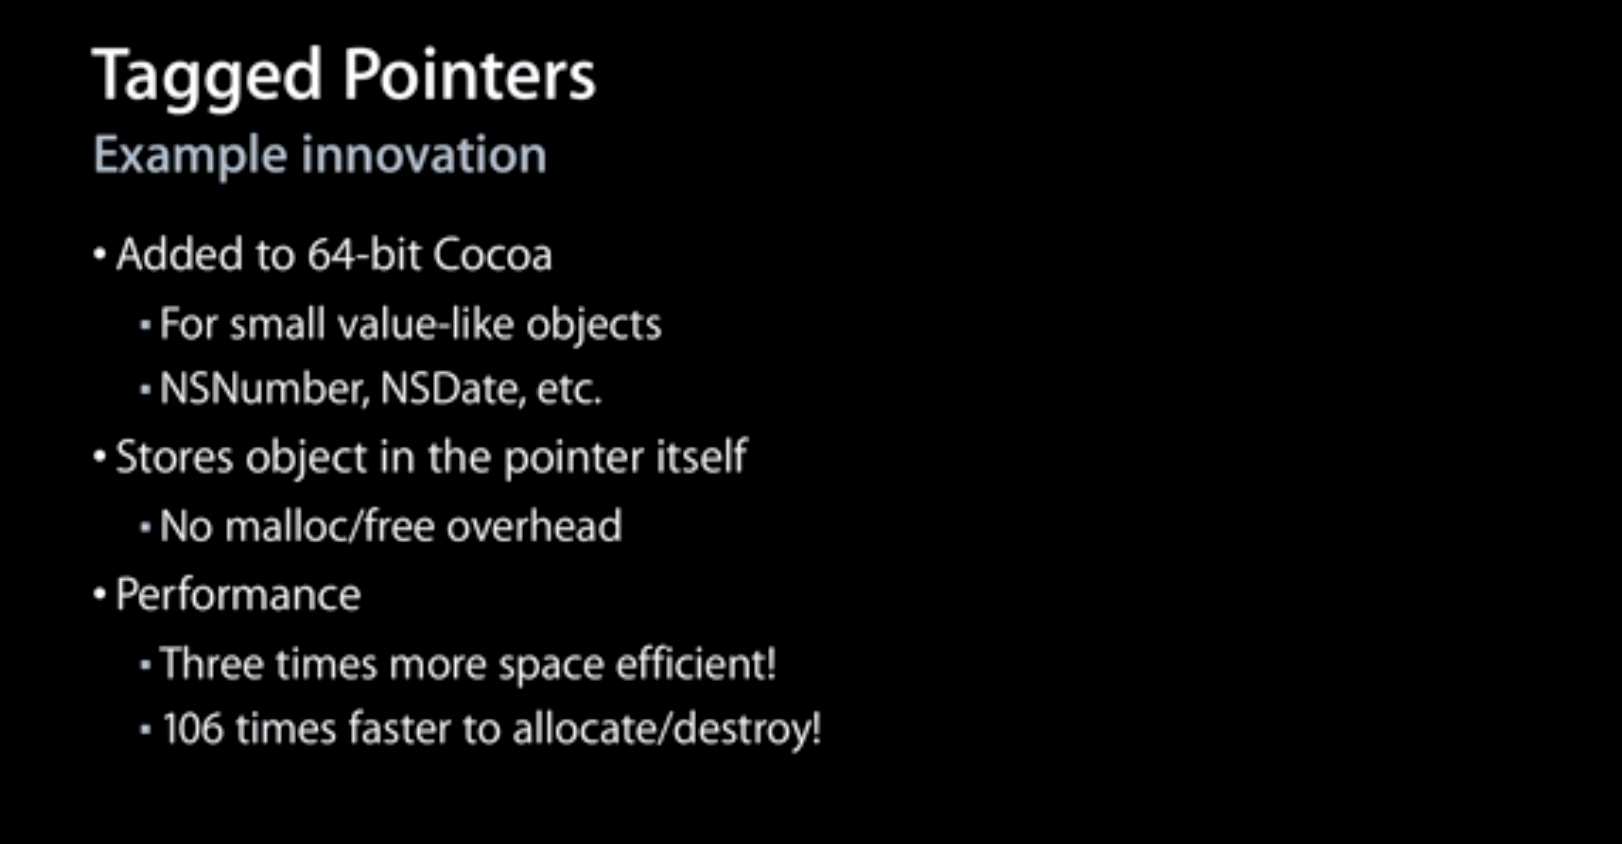 Tagged Pointers
Example innovation
• Added to 64-bit Cocoa
▪ For small value-like objects
▪ NSNumber, NSDate, etc.
• Stores object in the pointer itself
▪ No malloc/free overhead
• Performance
▪ Three times more space efficient!
▪ 106 times faster to allocate/destroy!